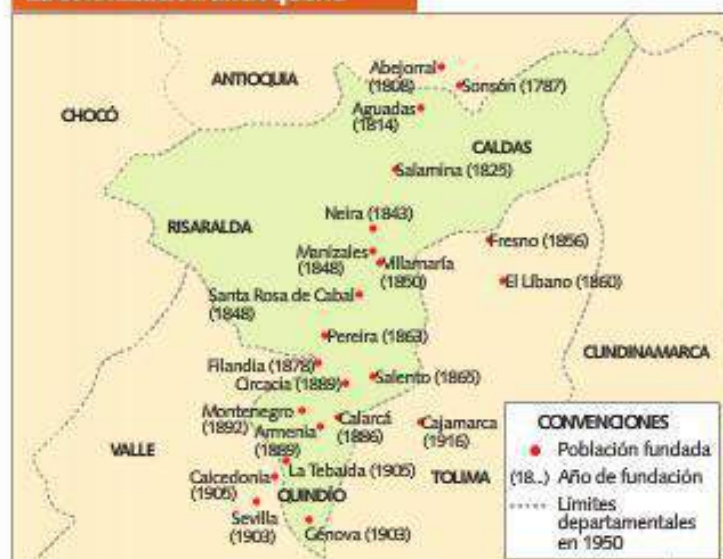 ANTIOQUIA
CHOCÓ
Abejorral
(1808)
Sonsón (1787)
Aguadas
(1814)
CALDAS
Salamina (1825)
Neira (1843)
RISARALDA
Fresno (1856)
Manizales
(1848)
Villamaría
(1850)
El Líbano (1860)
Santa Rosa de Cabal
(1848)
Pereira (1863)
CUNDINAMARCA
Filandia (1878)
Circacia (1889)
Salento (1865)
Montenegro
(1892)
Calarcá
(1886)
Cajamarca
(1916)
Armenia
(1889)
VALLE
La Tebaida (1905)
TOLIMA
Caicedonia
(1905)
QUINDÍO
Sevilla
(1903)
Génova (1903)
CONVENCIONES
Población fundada
(18...) Año de fundación
Límites
departamentales
en 1950